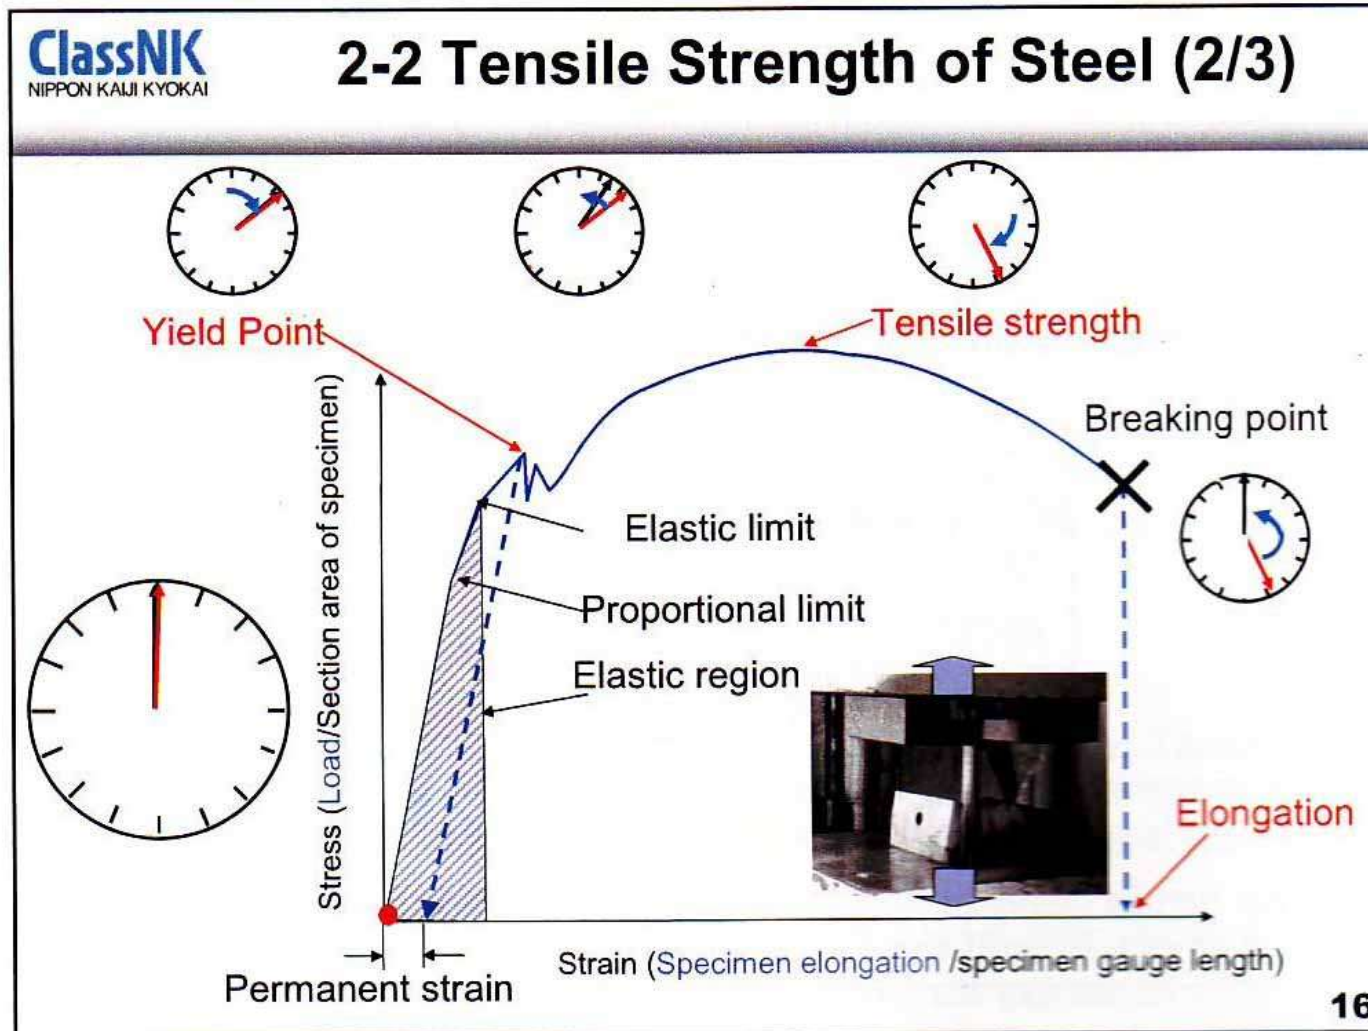 ClassNK
NIPPON KAIJI KYOKAI
2-2 Tensile Strength of Steel (2/3)
Yield Point
Tensile strength
Breaking point
Elastic limit
Proportional limit
Elastic region
Elongation
Stress (Load/Section area of specimen)
Strain (Specimen elongation /specimen gauge length)
Permanent strain
16